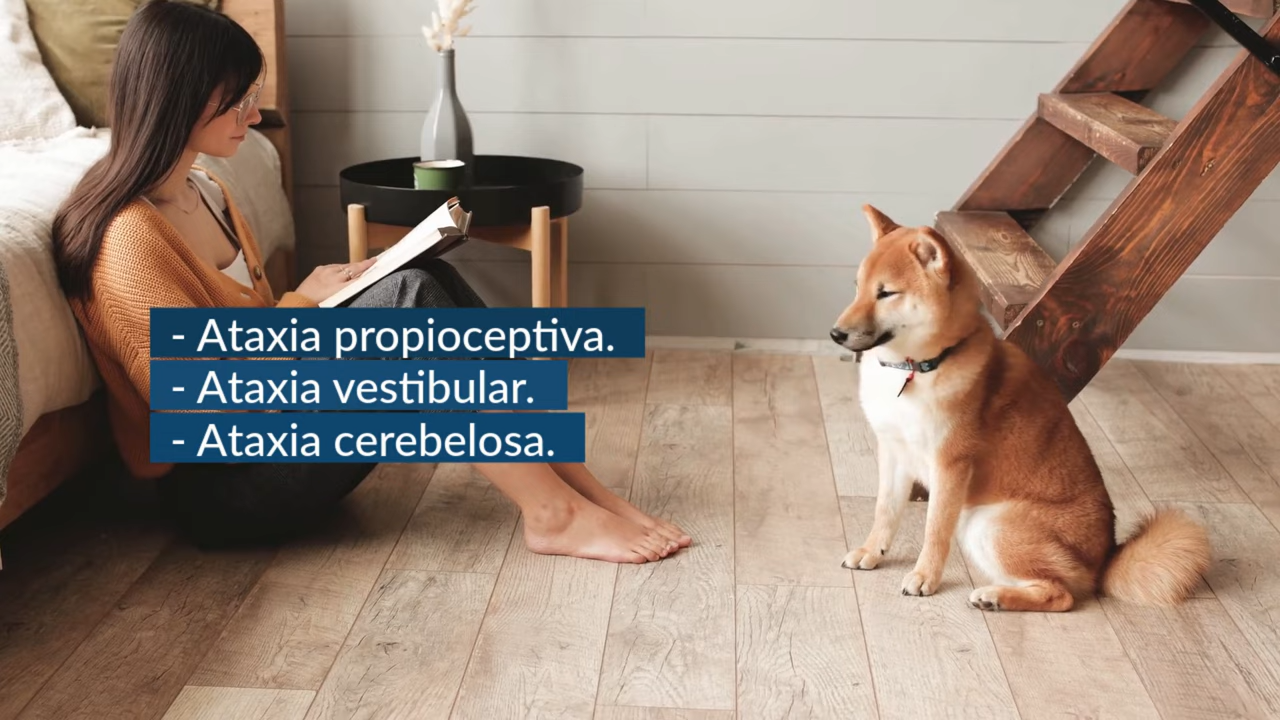 - Ataxia propioceptiva.
- Ataxia vestibular.
- Ataxia cerebelosa.